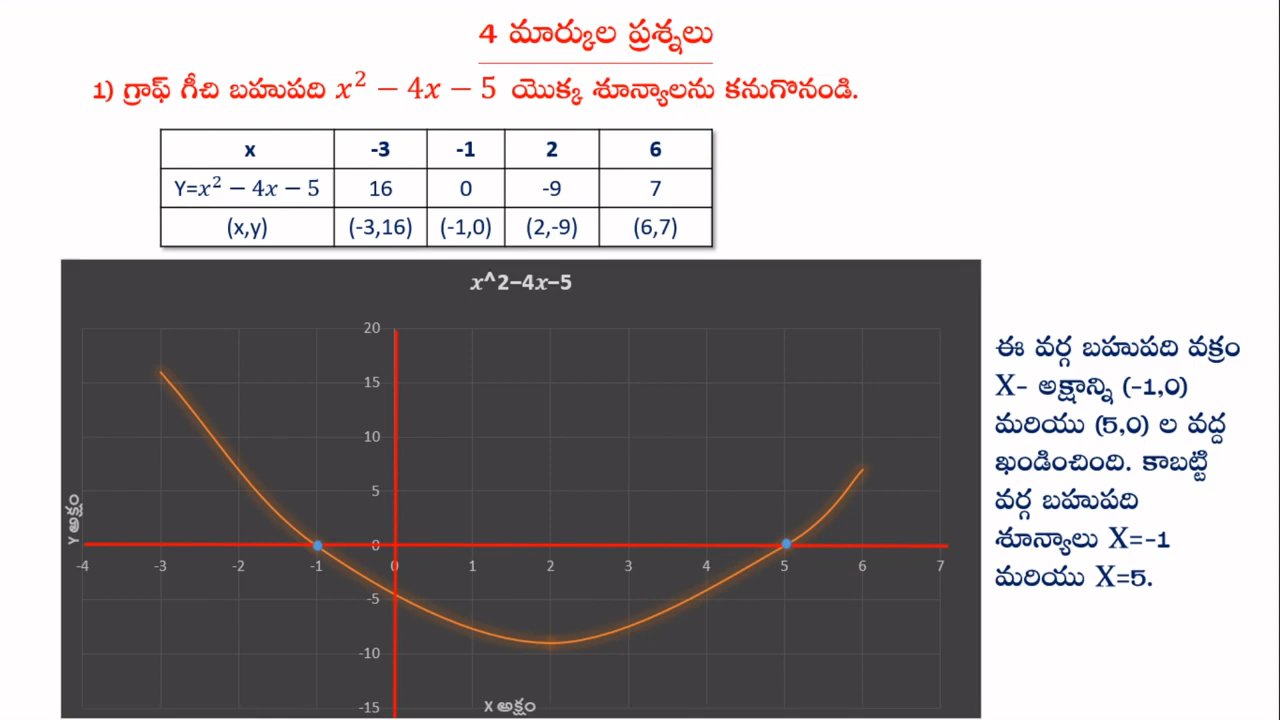 4 మార్కుల ప్రశ్నలు
1) గ్రాఫ్ గీచి బహుపది x² − 4x − 5 యొక్క శూన్యాలను కనుగొనండి.
x -3 -1 2 6
Y=x² − 4x − 5 16 0 -9 7
(x,y) (-3,16) (-1,0) (2,-9) (6,7)
x^2−4x−5
20
15
10
5
0
-5
-10
-15
-4 -3 -2 -1 0 1 2 3 4 5 6 7
Y అక్షం
X అక్షం
ఈ వర్గ బహుపది వక్రం
X- అక్షాన్ని (-1,0)
మరియు (5,0) ల వద్ద
ఖండించింది. కాబట్టి
వర్గ బహుపది
శూన్యాలు X=-1
మరియు X=5.